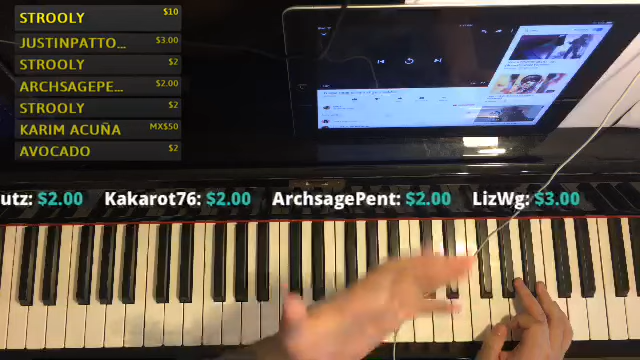 STROOLY $10
JUSTINPATTO... $3.00
STROOLY $2
ARCHSAGEPE... $2.00
STROOLY $2
KARIM ACUÑA MX$50
AVOCADO $2
utz: $2.00 Kakarot76: $2.00 ArchsagePent: $2.00 LizWg: $3.00